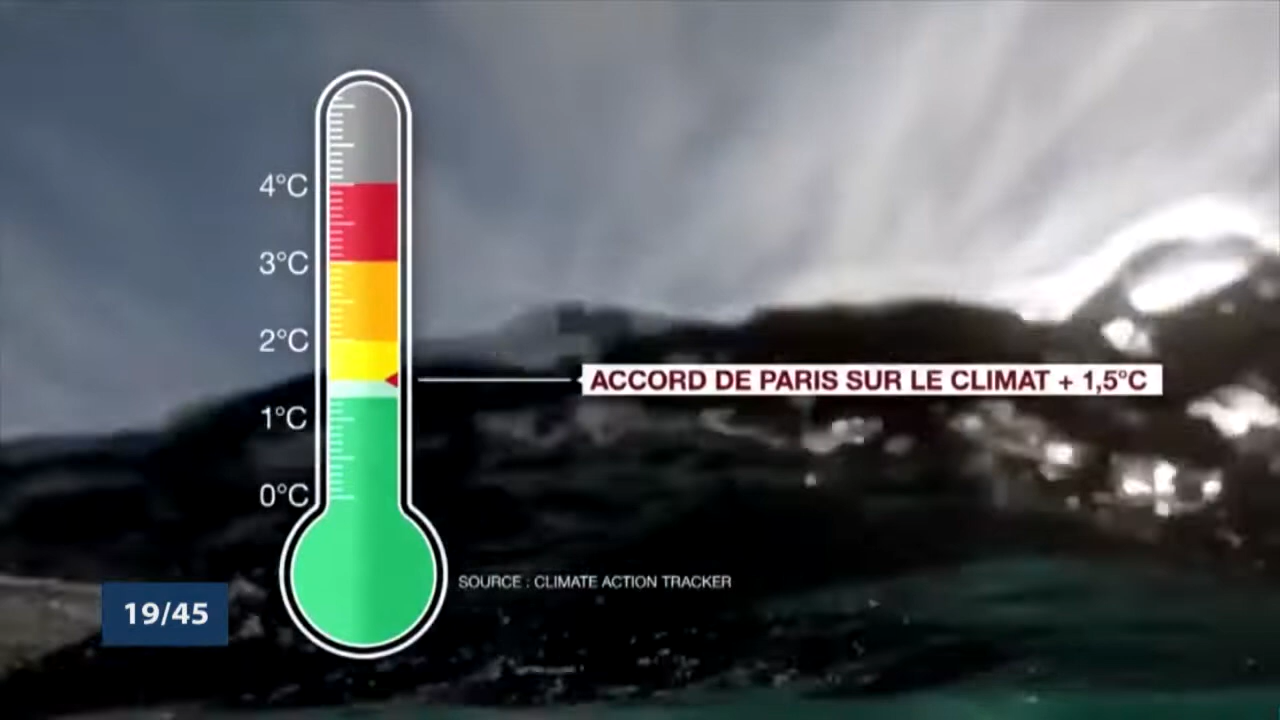 4°C
3°C
2°C
ACCORD DE PARIS SUR LE CLIMAT + 1,5°C
1°C
0°C
SOURCE : CLIMATE ACTION TRACKER
19/45